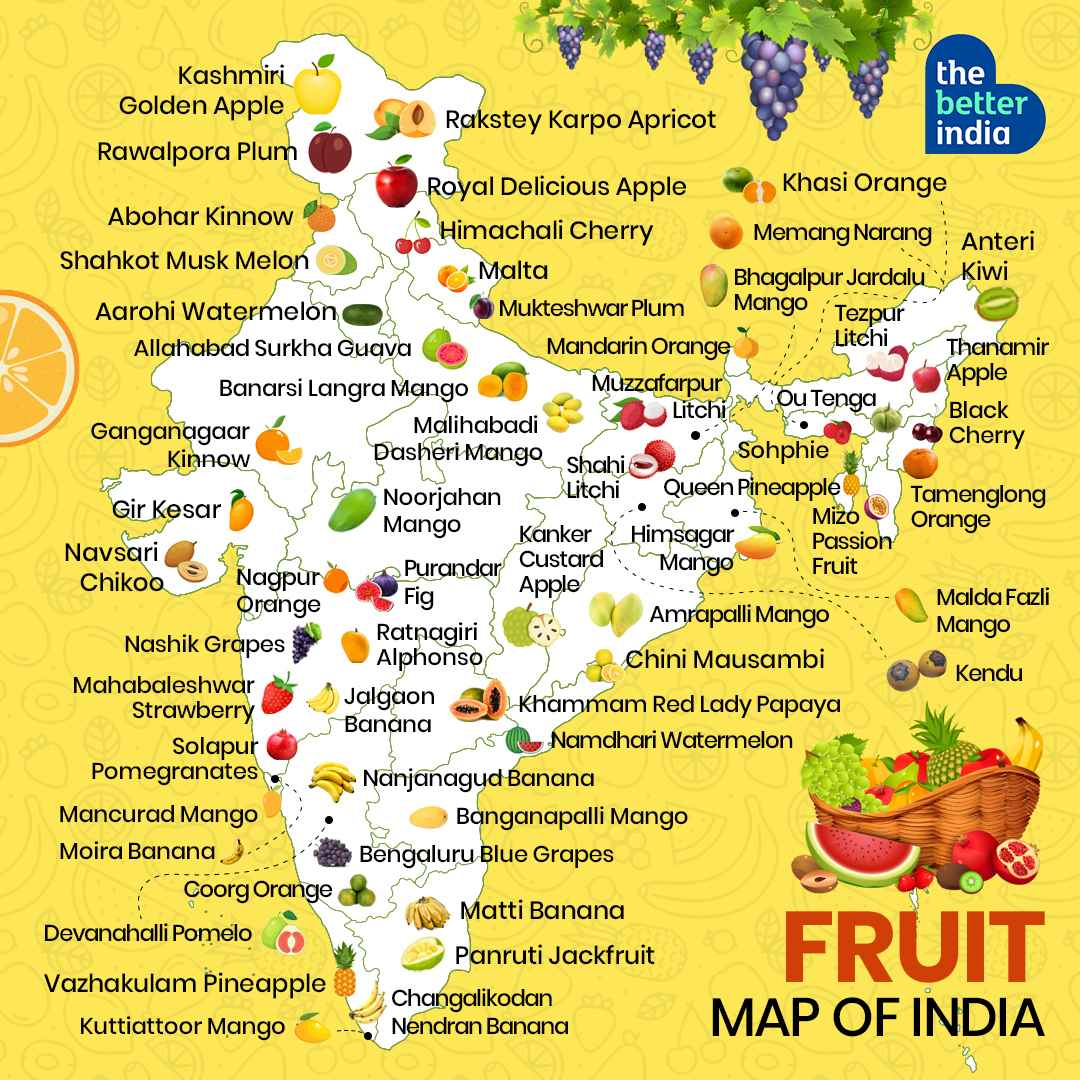 the
better
india
Kashmiri
Golden Apple
Rakstey Karpo Apricot
Rawalpora Plum
Royal Delicious Apple
Khasi Orange
Abohar Kinnow
Himachali Cherry
Memang Narang
Anteri
Kiwi
Shahkot Musk Melon
Malta
Bhagalpur Jardalu
Mango
Aarohi Watermelon
Mukteshwar Plum
Tezpur
Litchi
Allahabad Surkha Guava
Mandarin Orange
Thanamir
Apple
Banarsi Langra Mango
Muzzafarpur
Litchi
Ou Tenga
Black
Cherry
Ganganagaar
Kinnow
Malihabadi
Dasheri Mango
Shahi
Litchi
Sohphie
Queen Pineapple
Tamenglong
Orange
Gir Kesar
Noorjahan
Mango
Kanker
Custard
Apple
Himsagar
Mango
Mizo
Passion
Fruit
Navsari
Chikoo
Nagpur
Orange
Purandar
Fig
Malda Fazli
Mango
Nashik Grapes
Ratnagiri
Alphonso
Amrapalli Mango
Chini Mausambi
Kendu
Mahabaleshwar
Strawberry
Jalgaon
Banana
Khammam Red Lady Papaya
Solapur
Pomegranates
Namdhari Watermelon
Nanjanagud Banana
Mancurad Mango
Banganapalli Mango
Moira Banana
Bengaluru Blue Grapes
Coorg Orange
Matti Banana
Devanahalli Pomelo
Panruti Jackfruit
Vazhakulam Pineapple
Changalikodan
Nendran Banana
Kuttiattoor Mango
FRUIT
MAP OF INDIA